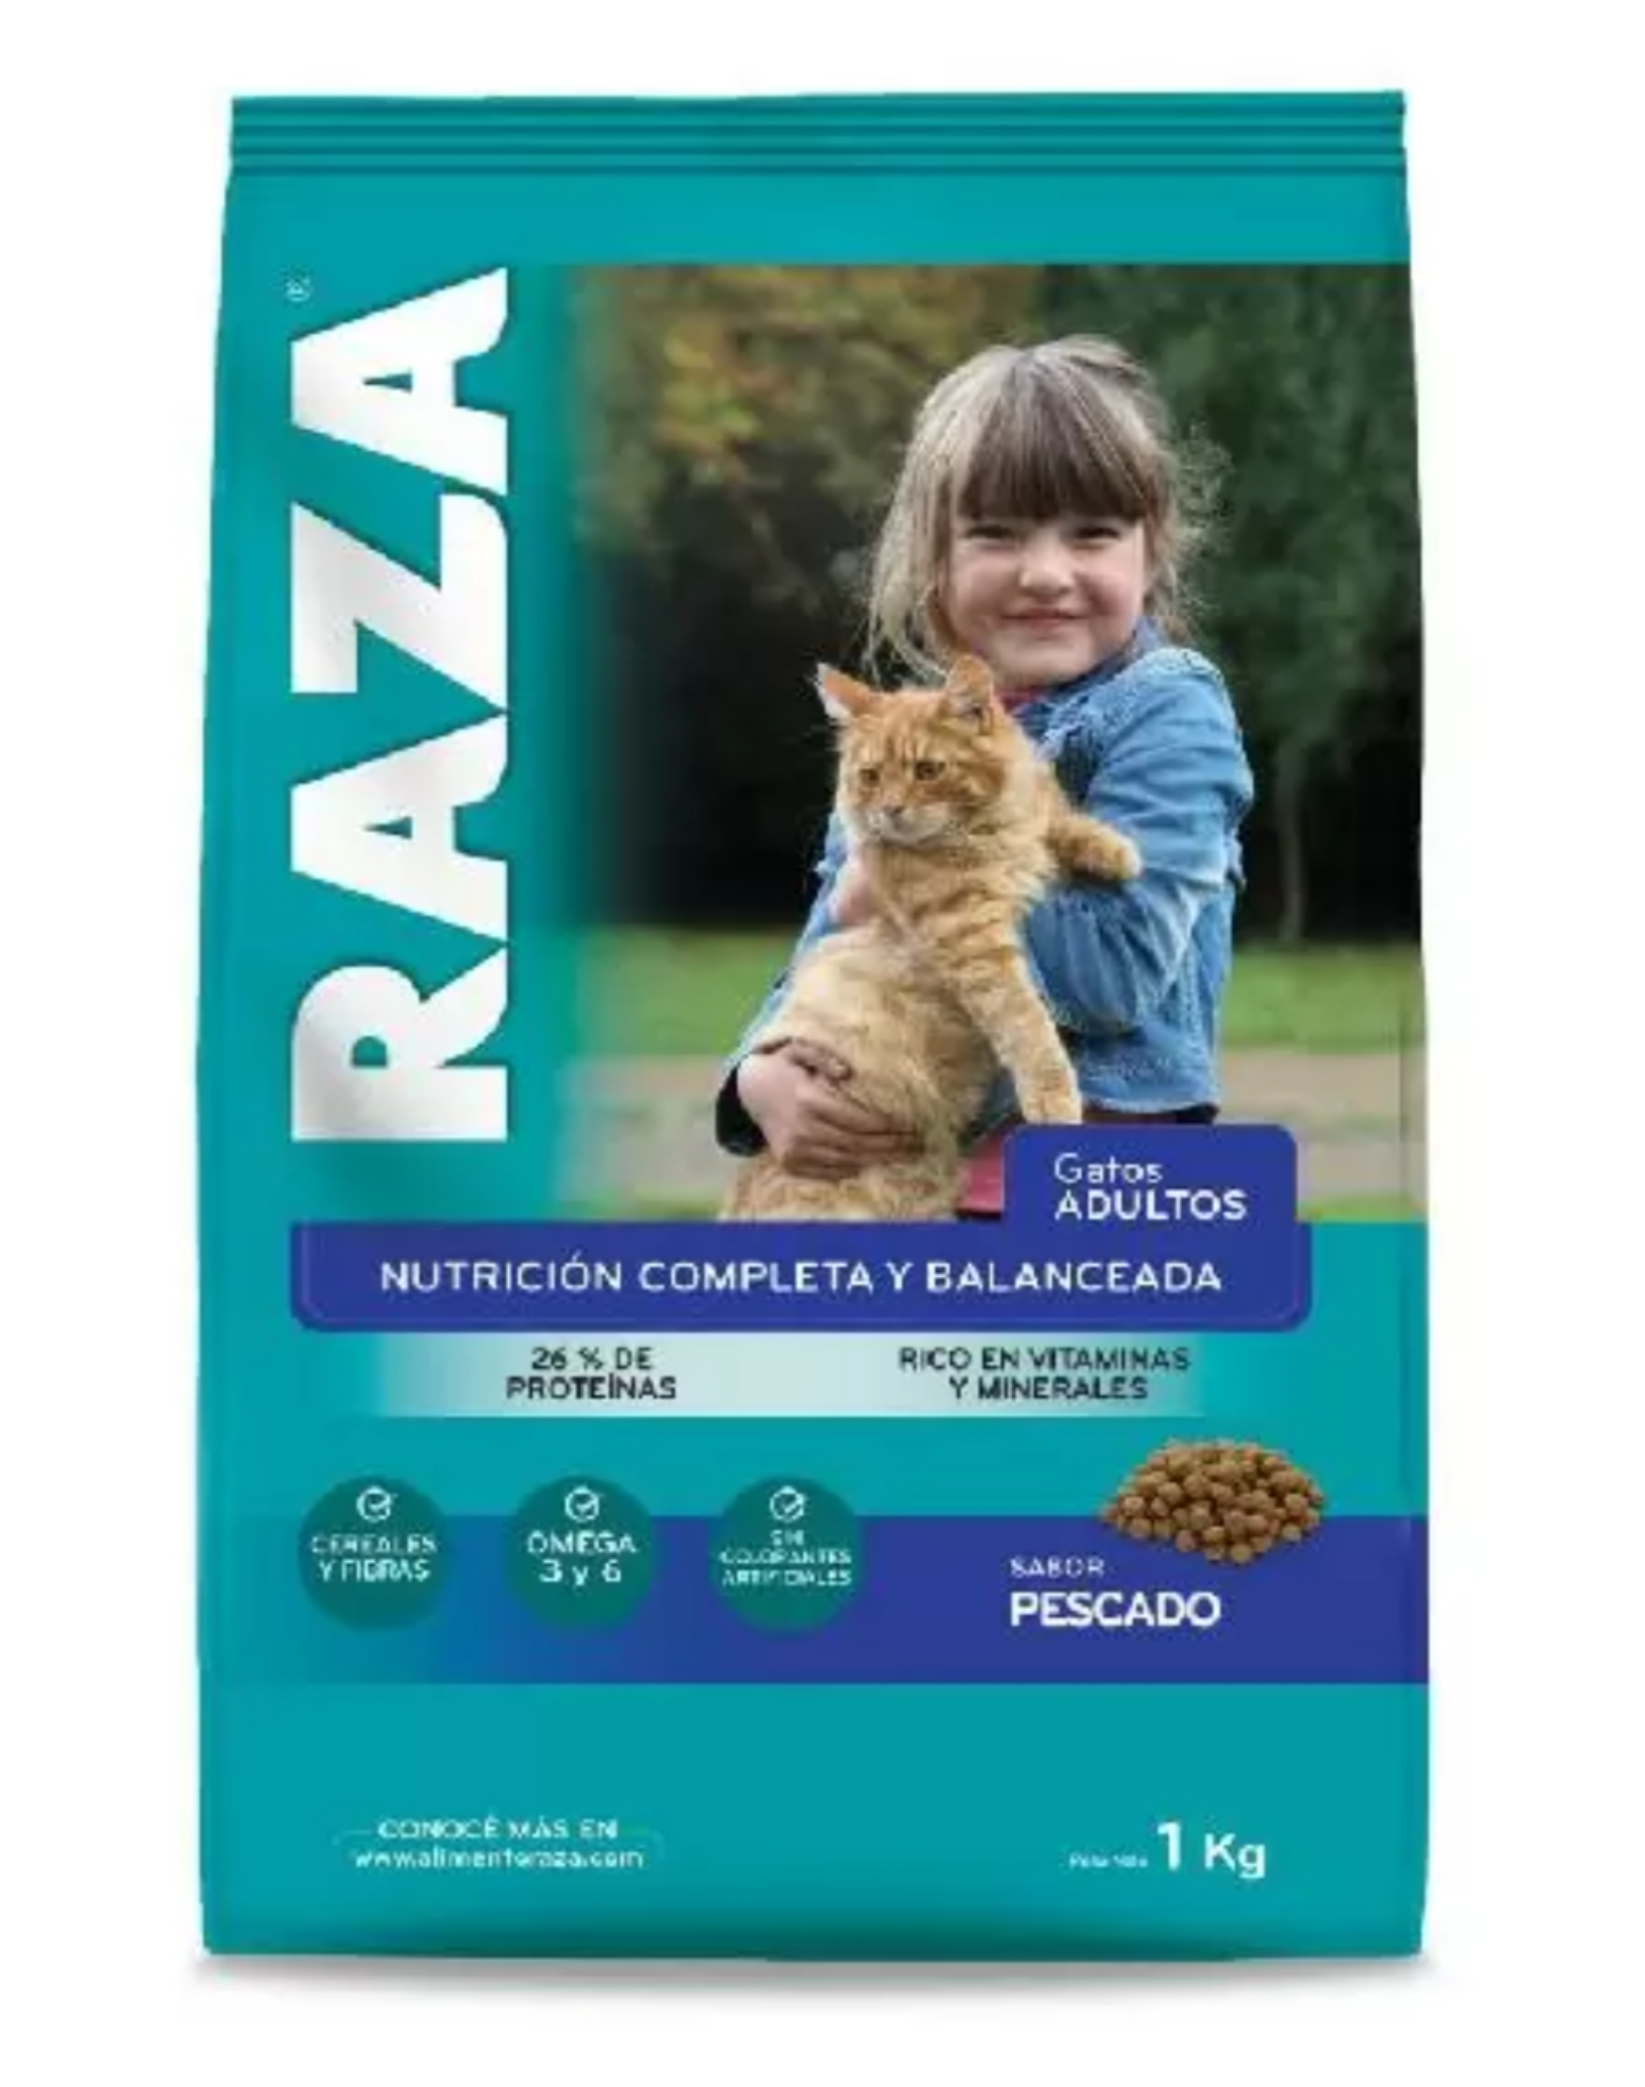 RAZA
Gatos
ADULTOS
NUTRICIÓN COMPLETA Y BALANCEADA
26 % DE
PROTEÍNAS
RICO EN VITAMINAS
Y MINERALES
CEREALES
Y FIBRAS
OMEGA
3 y 6
SIN
COLORANTES
ARTIFICIALES
SABOR
PESCADO
CONOCÉ MÁS EN
www.alimentoraza.com
1 Kg